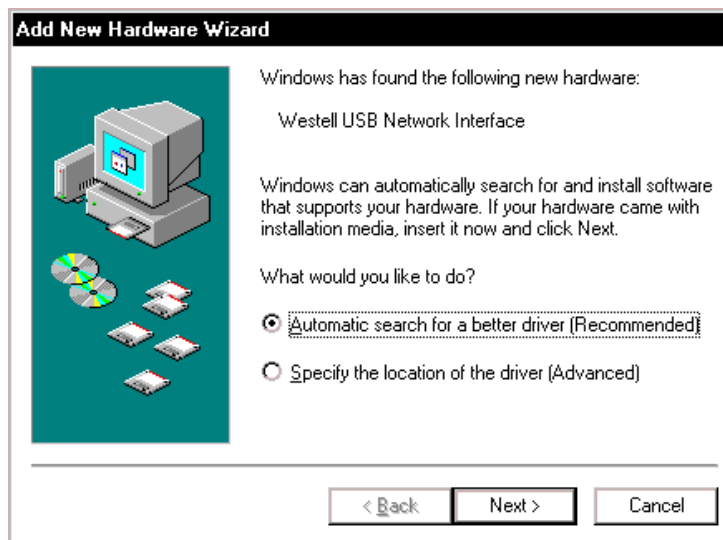 Add New Hardware Wizard
Windows has found the following new hardware:
Westell USB Network Interface
Windows can automatically search for and install software
that supports your hardware. If your hardware came with
installation media, insert it now and click Next.
What would you like to do?
Automatic search for a better driver (Recommended)
Specify the location of the driver (Advanced)
< Back
Next >
Cancel